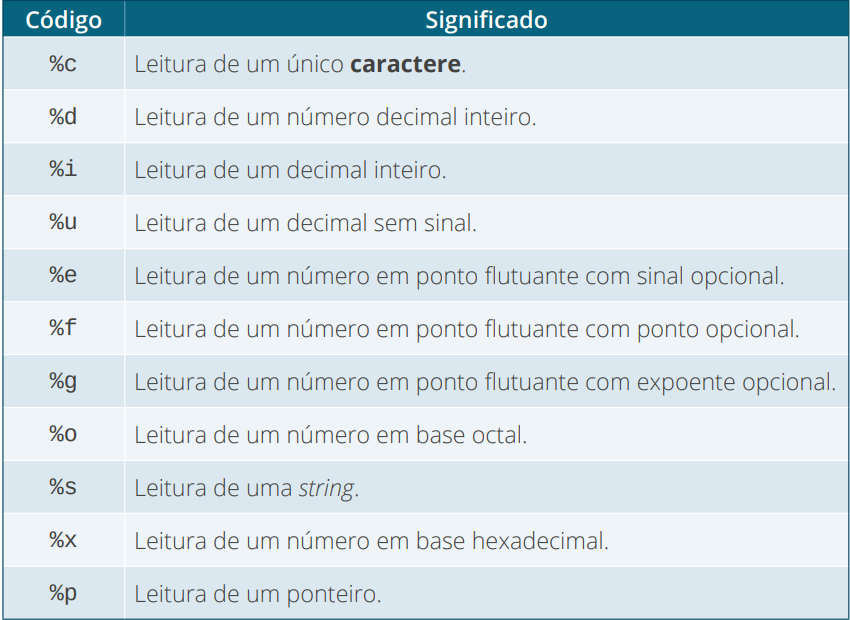 Código Significado
%c Leitura de um único caractere.
%d Leitura de um número decimal inteiro.
%i Leitura de um decimal inteiro.
%u Leitura de um decimal sem sinal.
%e Leitura de um número em ponto flutuante com sinal opcional.
%f Leitura de um número em ponto flutuante com ponto opcional.
%g Leitura de um número em ponto flutuante com expoente opcional.
%o Leitura de um número em base octal.
%s Leitura de uma string.
%x Leitura de um número em base hexadecimal.
%p Leitura de um ponteiro.